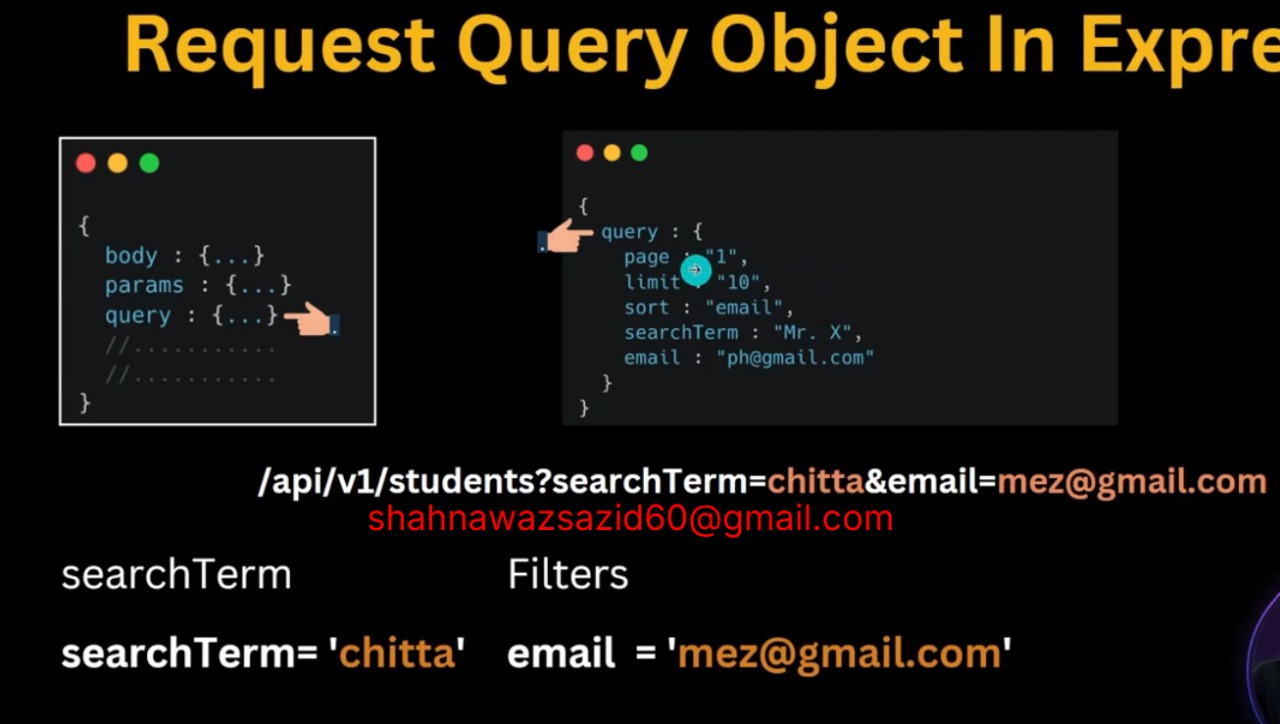 Request Query Object In Expre
{
body : {...}
params : {...}
query : {...}
//...........
//...........
}
{
query : {
page : "1",
limit : "10",
sort : "email",
searchTerm : "Mr. X",
email : "ph@gmail.com"
}
}
/api/v1/students?searchTerm=chitta&email=mez@gmail.com
shahnawazsazid60@gmail.com
searchTerm
Filters
searchTerm= 'chitta'
email = 'mez@gmail.com'